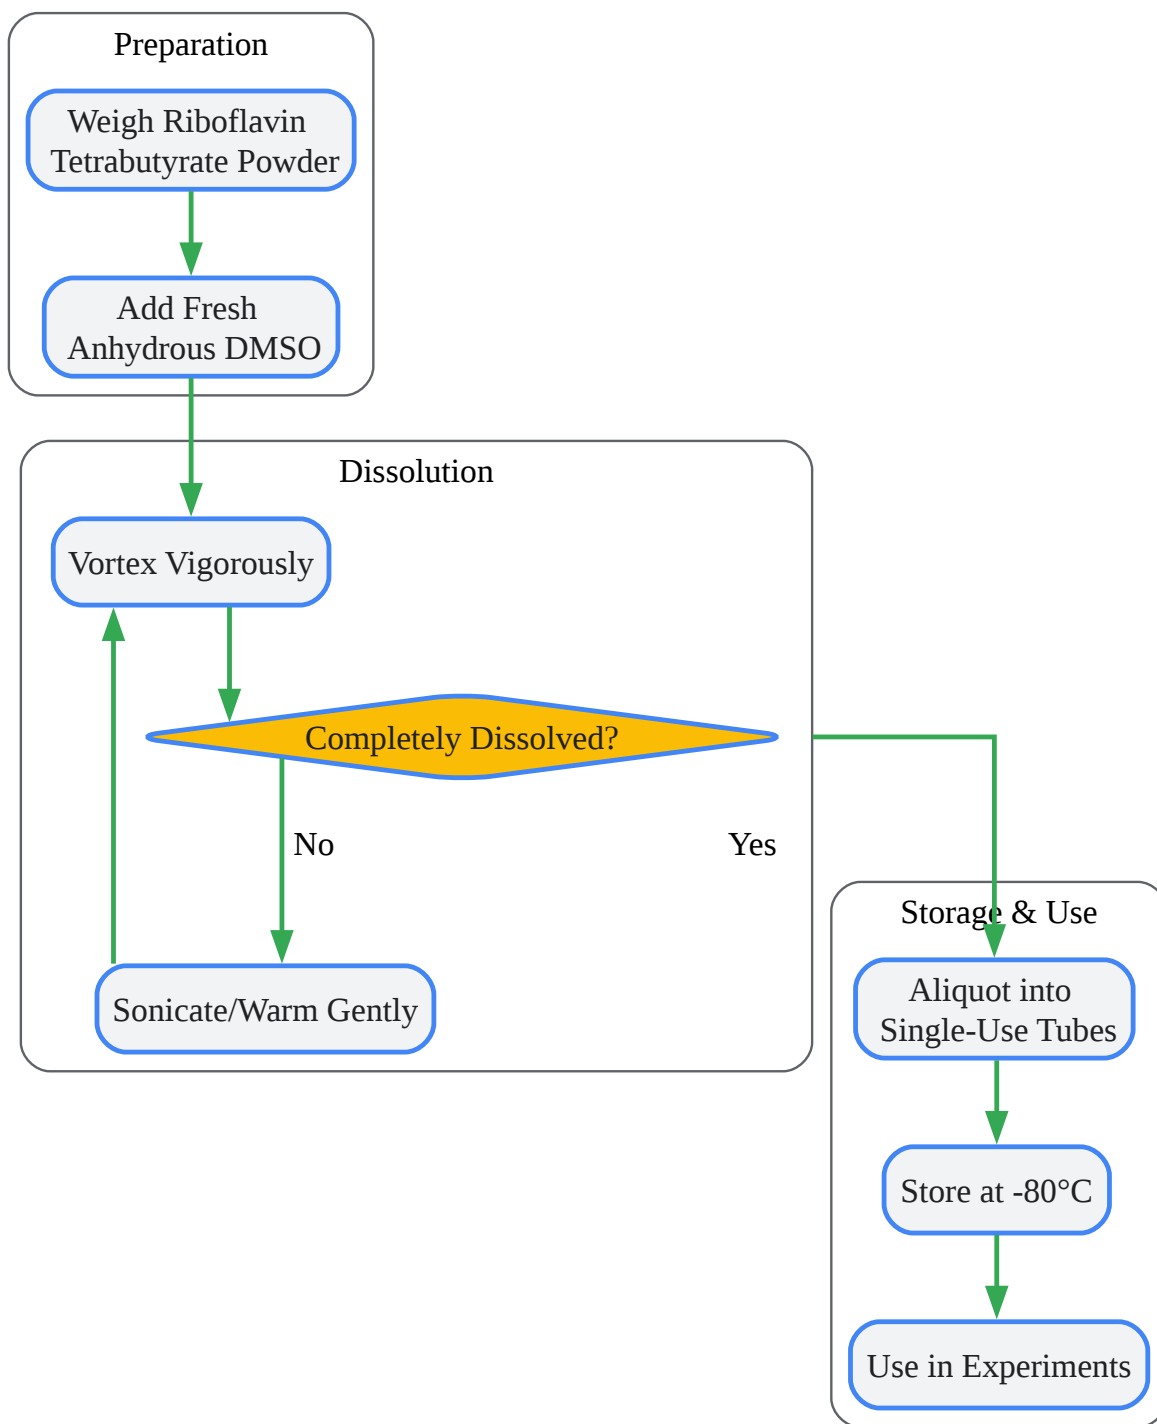 Preparation
Weigh Riboflavin
Tetrabutyrate Powder
Add Fresh
Anhydrous DMSO
Dissolution
Vortex Vigorously
Completely Dissolved?
No
Yes
Sonicate/Warm Gently
Storage & Use
Aliquot into
Single-Use Tubes
Store at -80°C
Use in Experiments